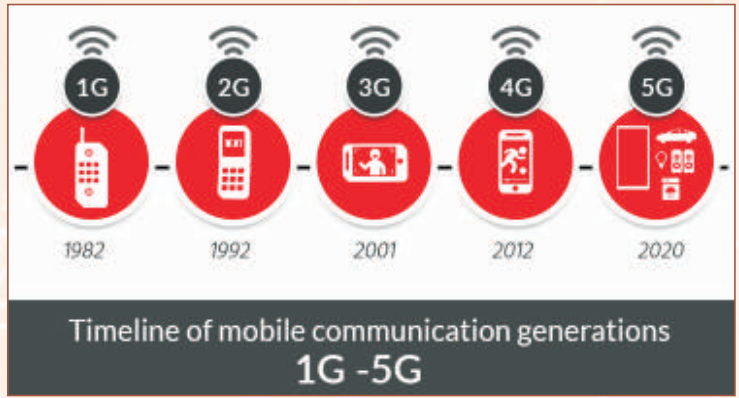 1G 2G 3G 4G 5G
1982 1992 2001 2012 2020
Timeline of mobile communication generations
1G -5G